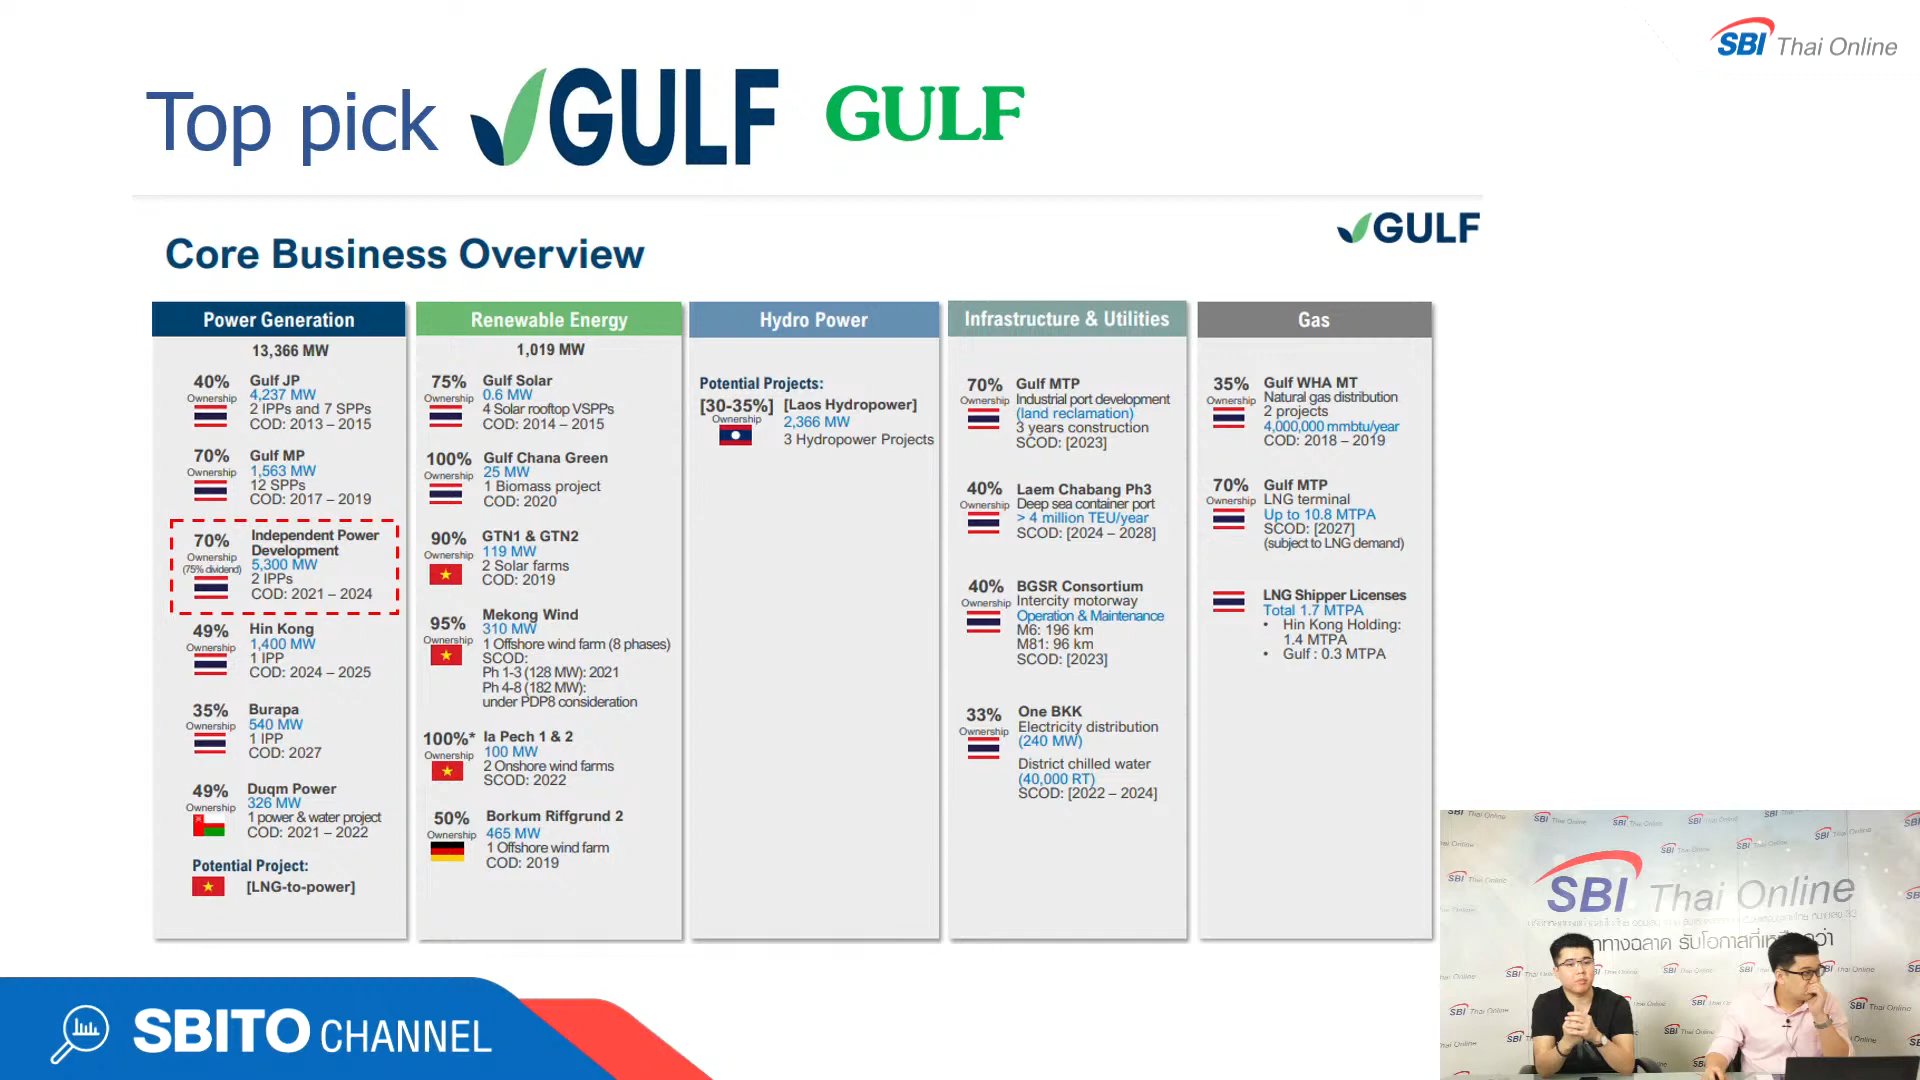 SBI Thai Online
Top pick GULF GULF
GULF
Core Business Overview
Power Generation
13,366 MW
40% Ownership
Gulf JP
4,237 MW
2 IPPs and 7 SPPs
COD: 2013 – 2015
70% Ownership
Gulf MP
1,563 MW
12 SPPs
COD: 2017 – 2019
70% Ownership
(75% dividend)
Independent Power
Development
5,300 MW
2 IPPs
COD: 2021 – 2024
49% Ownership
Hin Kong
1,400 MW
1 IPP
COD: 2024 – 2025
35% Ownership
Burapa
540 MW
1 IPP
COD: 2027
49% Ownership
Duqm Power
326 MW
1 power & water project
COD: 2021 – 2022
Potential Project:
[LNG-to-power]
Renewable Energy
1,019 MW
75% Ownership
Gulf Solar
0.6 MW
4 Solar rooftop VSPPs
COD: 2014 – 2015
100% Ownership
Gulf Chana Green
25 MW
1 Biomass project
COD: 2020
90% Ownership
GTN1 & GTN2
119 MW
2 Solar farms
COD: 2019
95% Ownership
Mekong Wind
310 MW
1 Offshore wind farm (8 phases)
SCOD:
Ph 1-3 (128 MW): 2021
Ph 4-8 (182 MW):
under PDP8 consideration
100%* Ownership
Ia Pech 1 & 2
100 MW
2 Onshore wind farms
SCOD: 2022
50% Ownership
Borkum Riffgrund 2
465 MW
1 Offshore wind farm
COD: 2019
Hydro Power
Potential Projects:
[30-35%] Ownership
[Laos Hydropower]
2,366 MW
3 Hydropower Projects
Infrastructure & Utilities
70% Ownership
Gulf MTP
Industrial port development
(land reclamation)
3 years construction
SCOD: [2023]
40% Ownership
Laem Chabang Ph3
Deep sea container port
> 4 million TEU/year
SCOD: [2024 – 2028]
40% Ownership
BGSR Consortium
Intercity motorway
Operation & Maintenance
M6: 196 km
M81: 96 km
SCOD: [2023]
33% Ownership
One BKK
Electricity distribution
(240 MW)
District chilled water
(40,000 RT)
SCOD: [2022 – 2024]
Gas
35% Ownership
Gulf WHA MT
Natural gas distribution
2 projects
4,000,000 mmbtu/year
COD: 2018 – 2019
70% Ownership
Gulf MTP
LNG terminal
Up to 10.8 MTPA
SCOD: [2027]
(subject to LNG demand)
LNG Shipper Licenses
Total 1.7 MTPA
• Hin Kong Holding:
1.4 MTPA
• Gulf : 0.3 MTPA
SBITO CHANNEL
SBI Thai Online